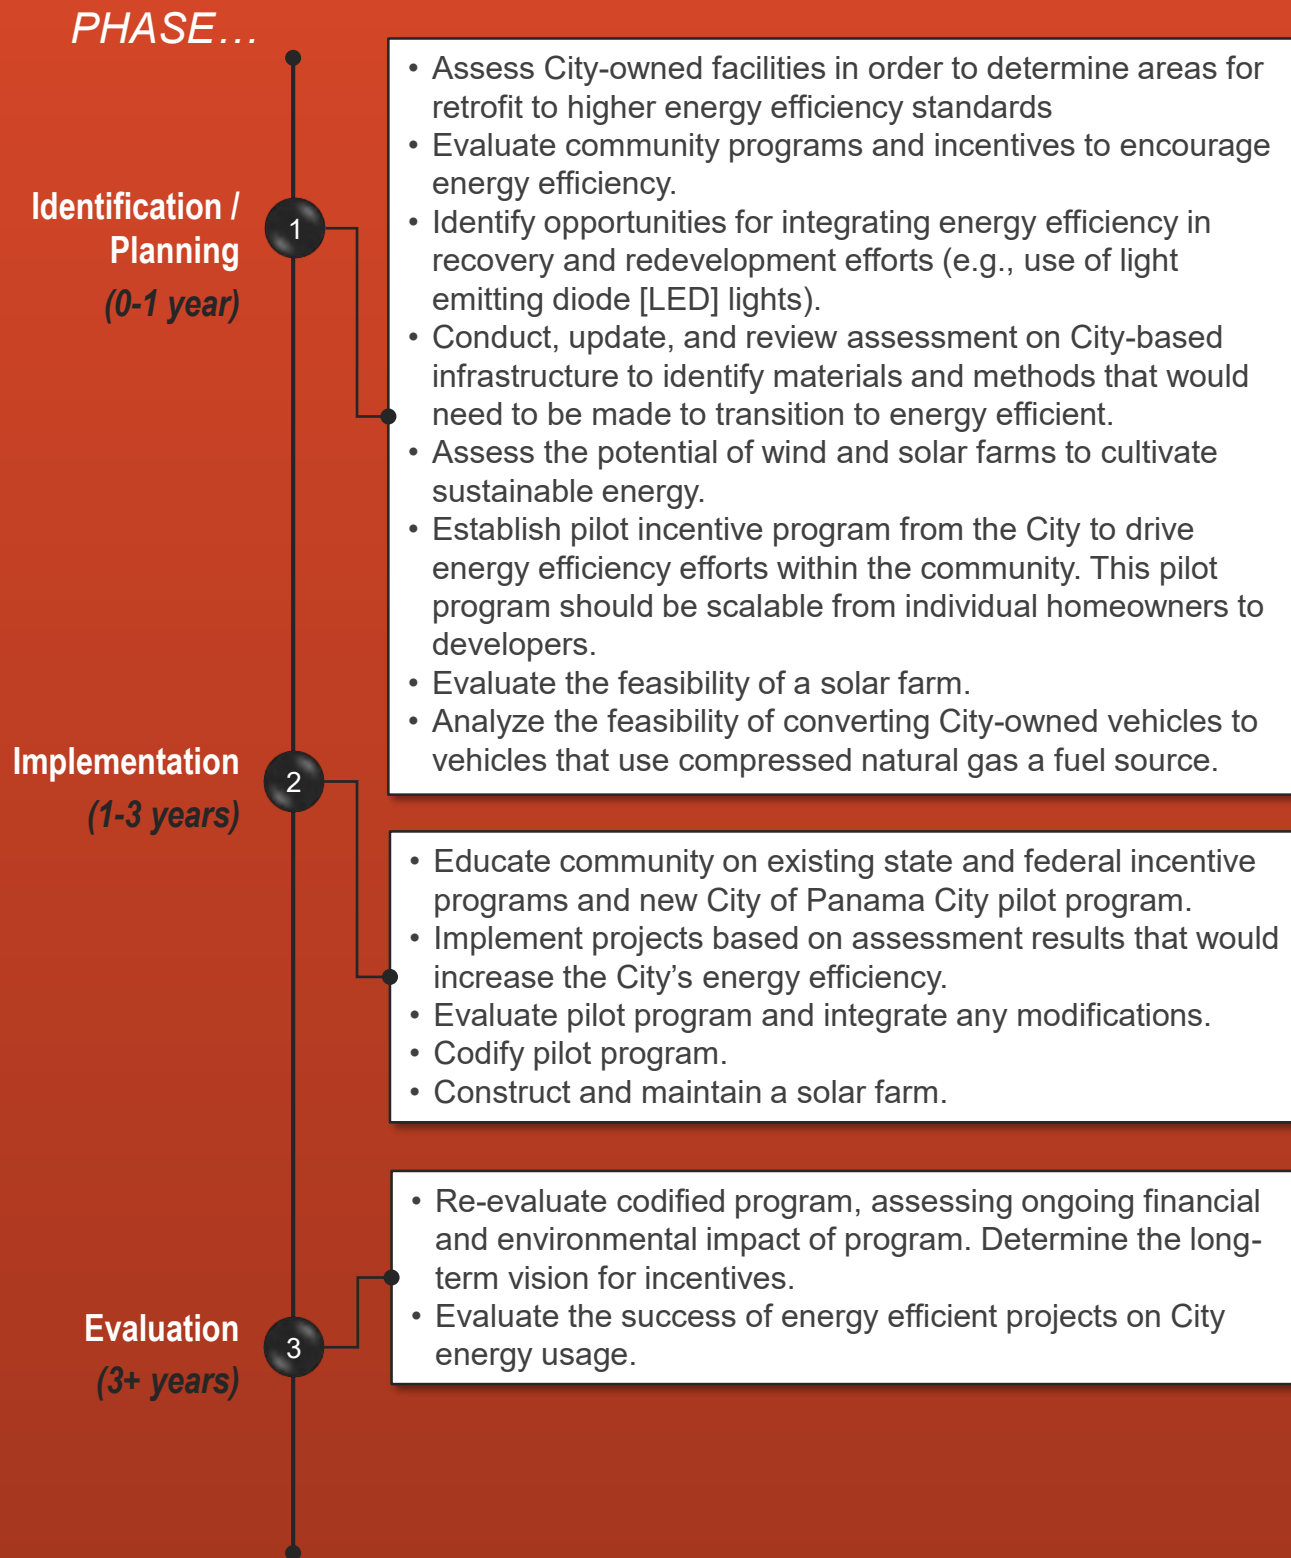 PHASE…
Identification /
Planning
(0-1 year)
1
• Assess City-owned facilities in order to determine areas for
retrofit to higher energy efficiency standards
• Evaluate community programs and incentives to encourage
energy efficiency.
• Identify opportunities for integrating energy efficiency in
recovery and redevelopment efforts (e.g., use of light
emitting diode [LED] lights).
• Conduct, update, and review assessment on City-based
infrastructure to identify materials and methods that would
need to be made to transition to energy efficient.
• Assess the potential of wind and solar farms to cultivate
sustainable energy.
• Establish pilot incentive program from the City to drive
energy efficiency efforts within the community. This pilot
program should be scalable from individual homeowners to
developers.
• Evaluate the feasibility of a solar farm.
• Analyze the feasibility of converting City-owned vehicles to
vehicles that use compressed natural gas a fuel source.
Implementation
(1-3 years)
2
• Educate community on existing state and federal incentive
programs and new City of Panama City pilot program.
• Implement projects based on assessment results that would
increase the City’s energy efficiency.
• Evaluate pilot program and integrate any modifications.
• Codify pilot program.
• Construct and maintain a solar farm.
Evaluation
(3+ years)
3
• Re-evaluate codified program, assessing ongoing financial
and environmental impact of program. Determine the long-
term vision for incentives.
• Evaluate the success of energy efficient projects on City
energy usage.